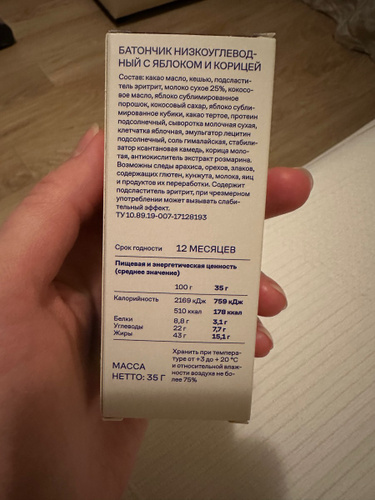 БАТОНЧИК НИЗКОУГЛЕВОД-
НЫЙ С ЯБЛОКОМ И КОРИЦЕЙ
Состав: какао масло, кешью, подсласти-
тель эритрит, молоко сухое 25%, кокосо-
вое масло, яблоко сублимированное
порошок, кокосовый сахар, яблоко субли-
мированное кубики, какао тертое, протеин
подсолнечный, сыворотка молочная сухая,
клетчатка яблочная, эмульгатор лецитин
подсолнечный, соль гималайская, стабили-
затор ксантановая камедь, корица моло-
тая, антиокислитель экстракт розмарина.
Возможны следы арахиса, орехов, злаков,
содержащих глютен, кунжута, молока, яиц
и продуктов их переработки. Содержит
подсластитель эритрит, при чрезмерном
употреблении может вызывать слаби-
тельный эффект.
ТУ 10.89.19-007-17128193
Срок годности 12 МЕСЯЦЕВ
Пищевая и энергетическая ценность
(среднее значение)
100 г 35 г
Калорийность 2169 кДж 759 кДж
510 ккал 178 ккал
Белки 8,8 г 3,1 г
Углеводы 22 г 7,7 г
Жиры 43 г 15,1 г
МАССА
НЕТТО: 35 Г
Хранить при темпера-
туре от +3 до + 20 °С
и относительной влаж-
ности воздуха не бо-
лее 75%